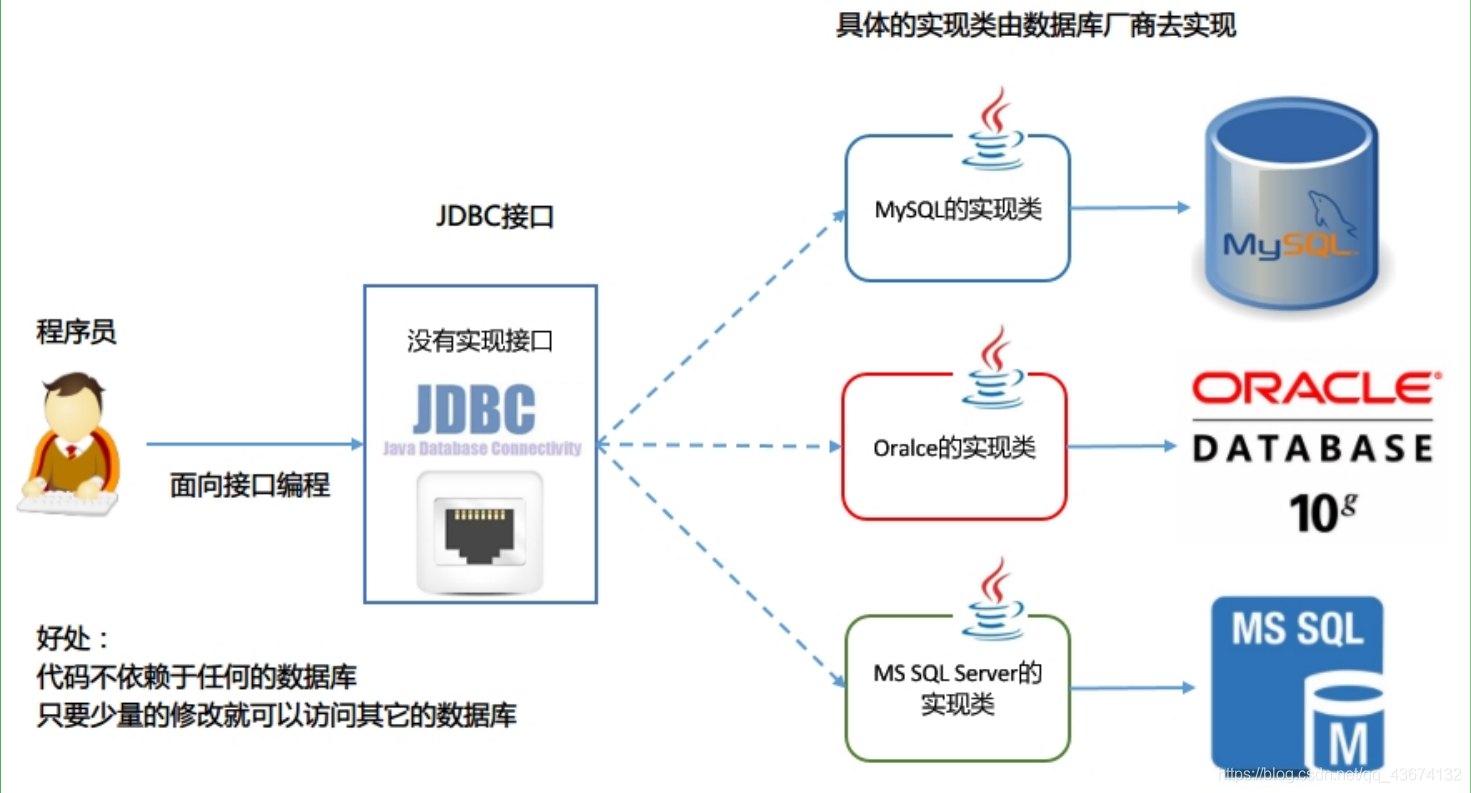 具体的实现类由数据库厂商去实现
JDBC接口
程序员
没有实现接口
JDBC
Java Database Connectivity
面向接口编程
MySQL的实现类
MySQL
Oralce的实现类
ORACLE®
DATABASE
10g
MS SQL Server的
实现类
MS SQL
M
好处：
代码不依赖于任何的数据库
只要少量的修改就可以访问其它的数据库
https://blog.csdn.net/qq_43674132